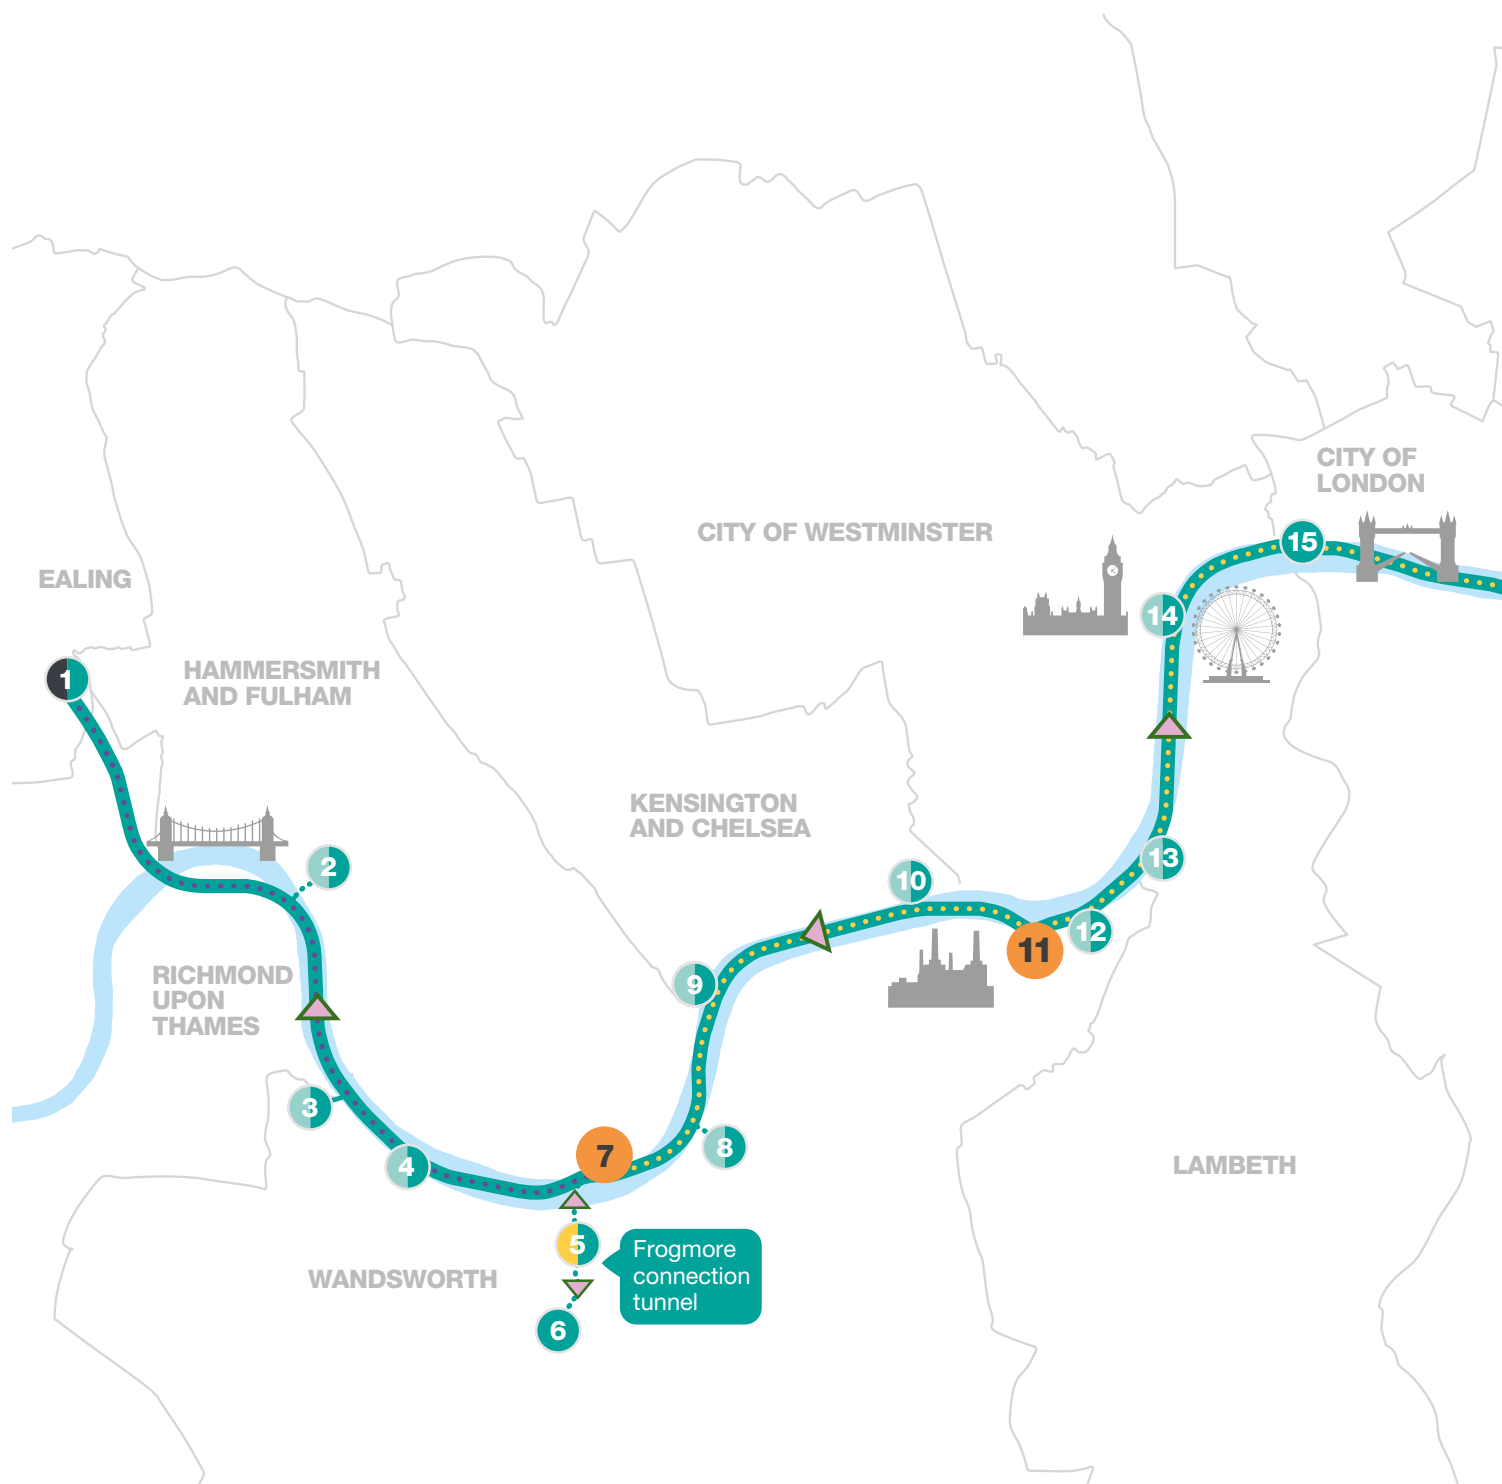 CITY OF
LONDON
CITY OF WESTMINSTER
15
EALING
14
HAMMERSMITH
AND FULHAM
1
KENSINGTON
AND CHELSEA
13
2
10
12
11
RICHMOND
UPON
THAMES
9
3
8
7
4
LAMBETH
5
Frogmore
connection
tunnel
WANDSWORTH
6